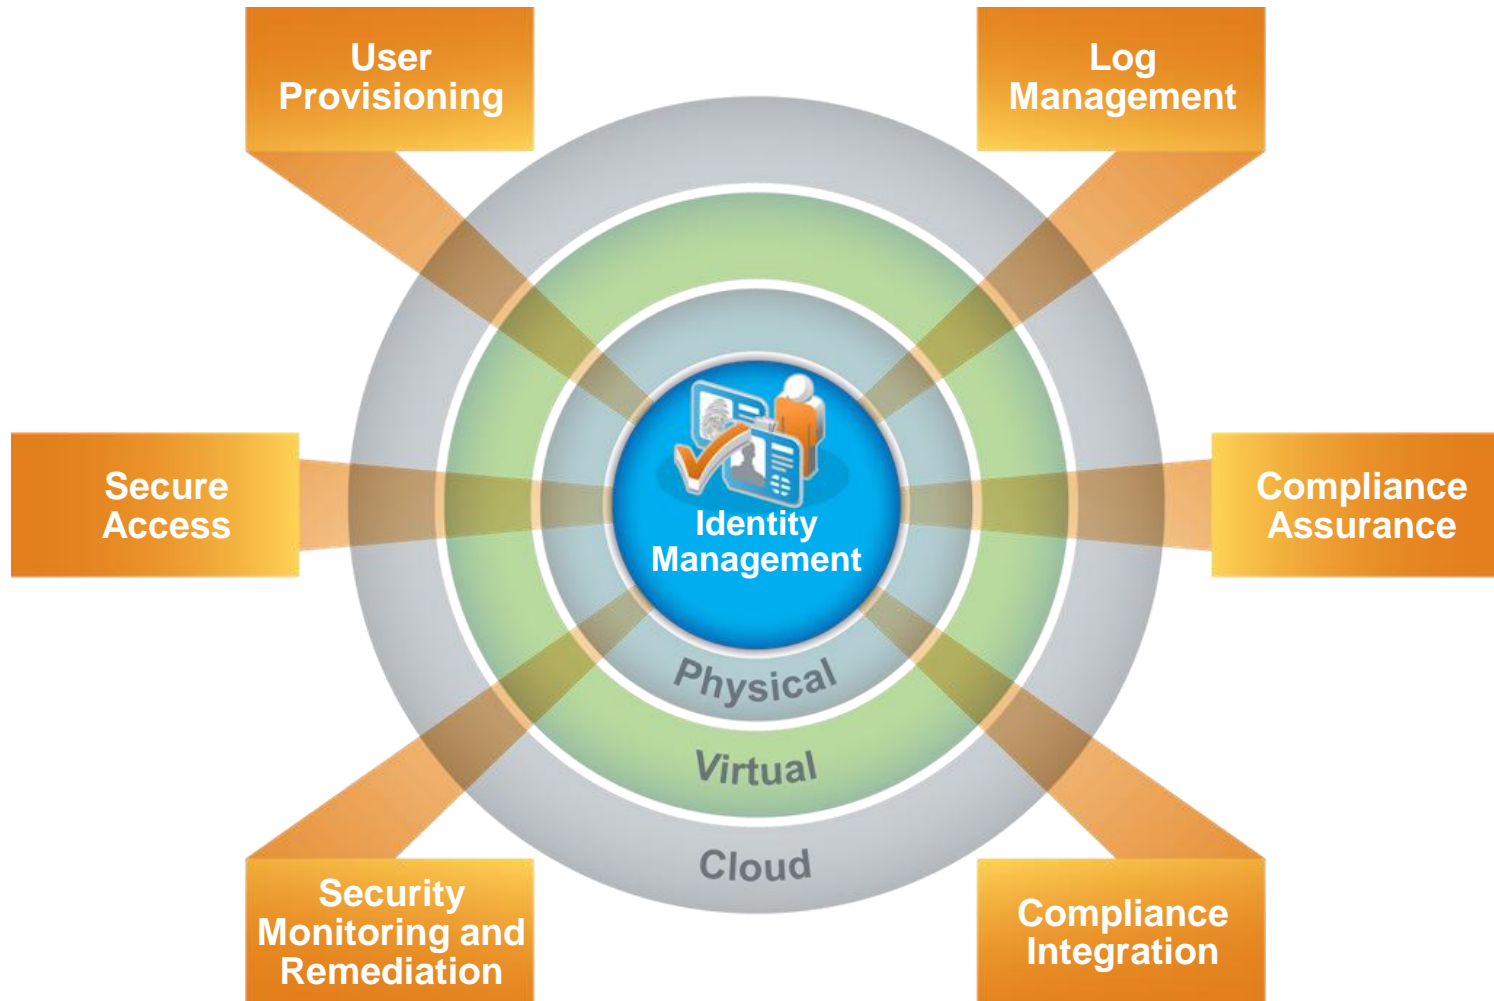 User
Provisioning
Log
Management
Secure
Access
Identity
Management
Compliance
Assurance
Physical
Virtual
Cloud
Security
Monitoring and
Remediation
Compliance
Integration